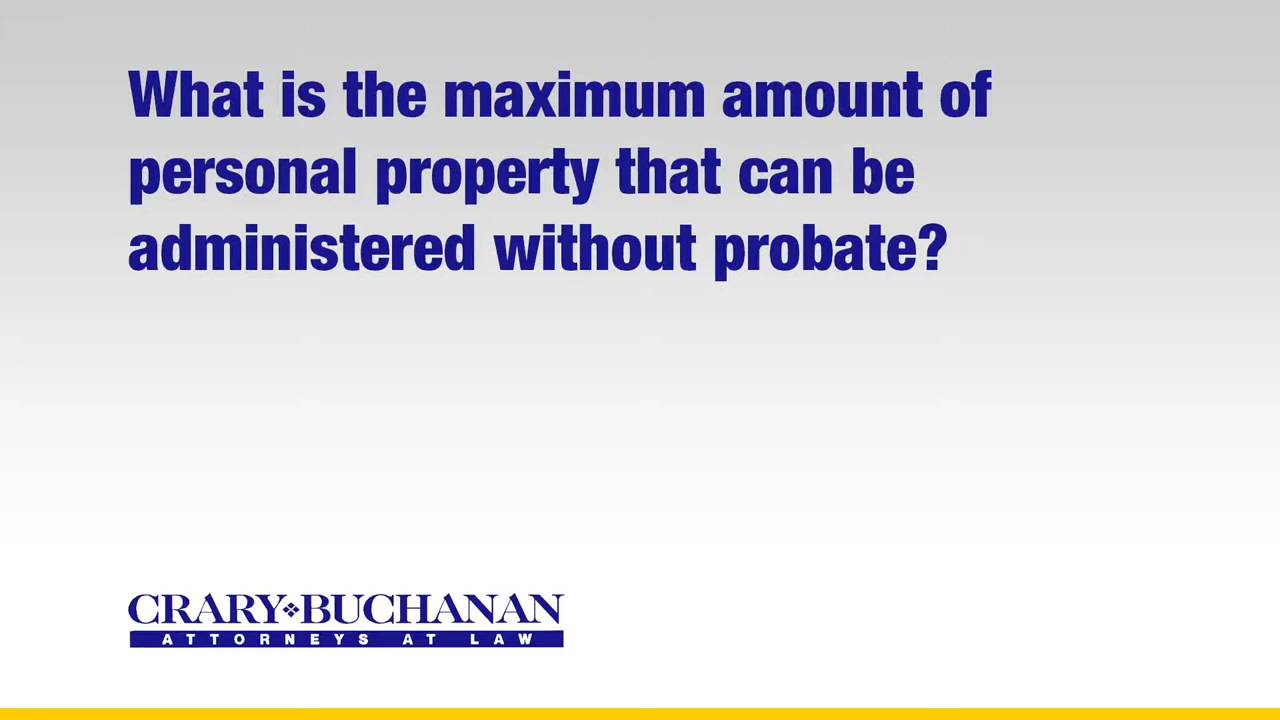 What is the maximum amount of
personal property that can be
administered without probate?
CRARY BUCHANAN
ATTORNEYS AT LAW